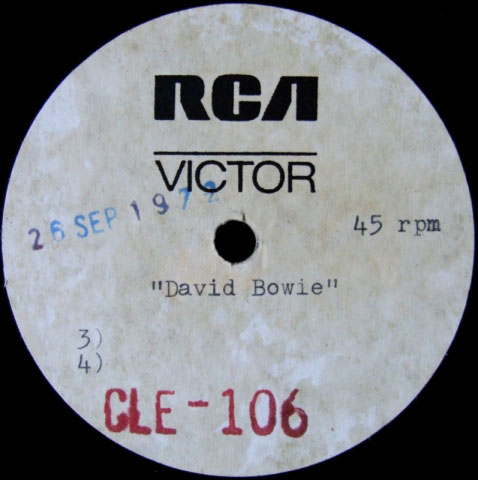 RCA
VICTOR
26 SEP 1972
45 rpm
"David Bowie"
3)
4)
CLE-106